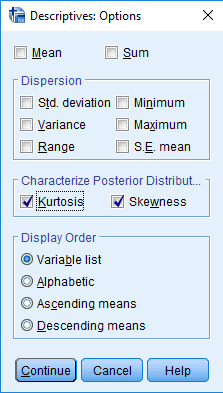 Descriptives: Options
Mean Sum
Dispersion
Std. deviation Minimum
Variance Maximum
Range S.E. mean
Characterize Posterior Distribut...
Kurtosis Skewness
Display Order
Variable list
Alphabetic
Ascending means
Descending means
Continue Cancel Help